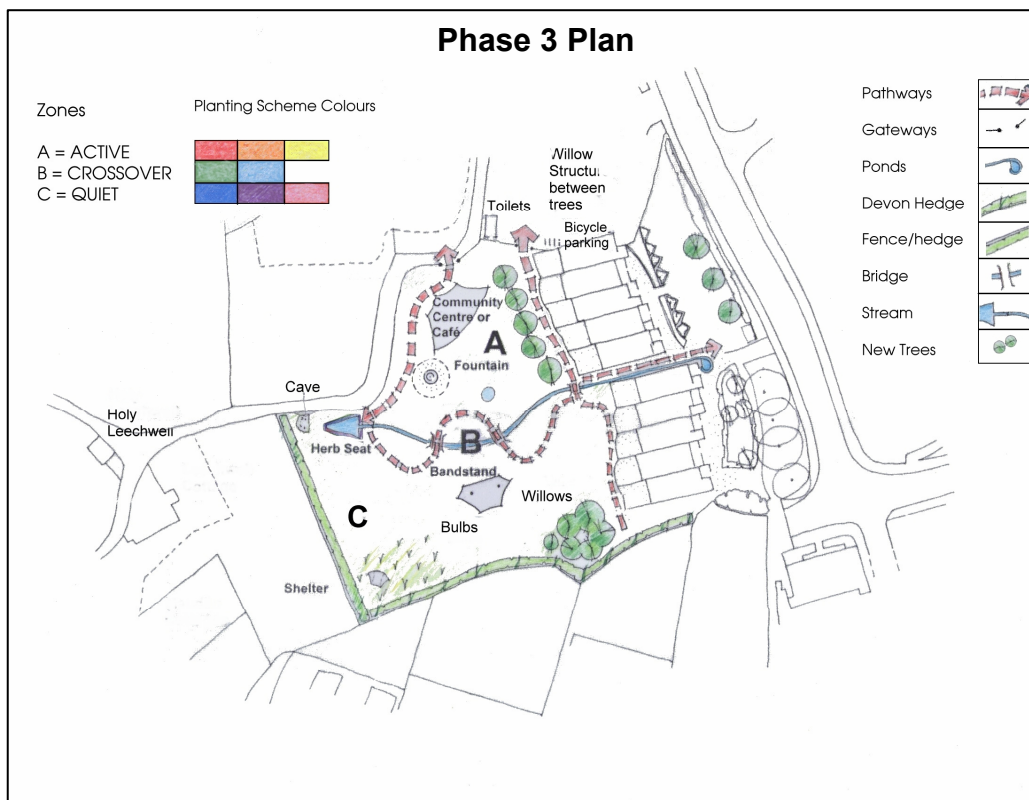 Phase 3 Plan
Zones
Planting Scheme Colours
A = ACTIVE
B = CROSSOVER
C = QUIET
Pathways
Gateways
Ponds
Devon Hedge
Fence/hedge
Bridge
Stream
New Trees
Willow
Structu
between
trees
Toilets
Bicycle
parking
Community
Centre or
Café
A
Fountain
Cave
Holy
Leechwell
Herb Seat
B
Bandstand
Willows
C
Bulbs
Shelter